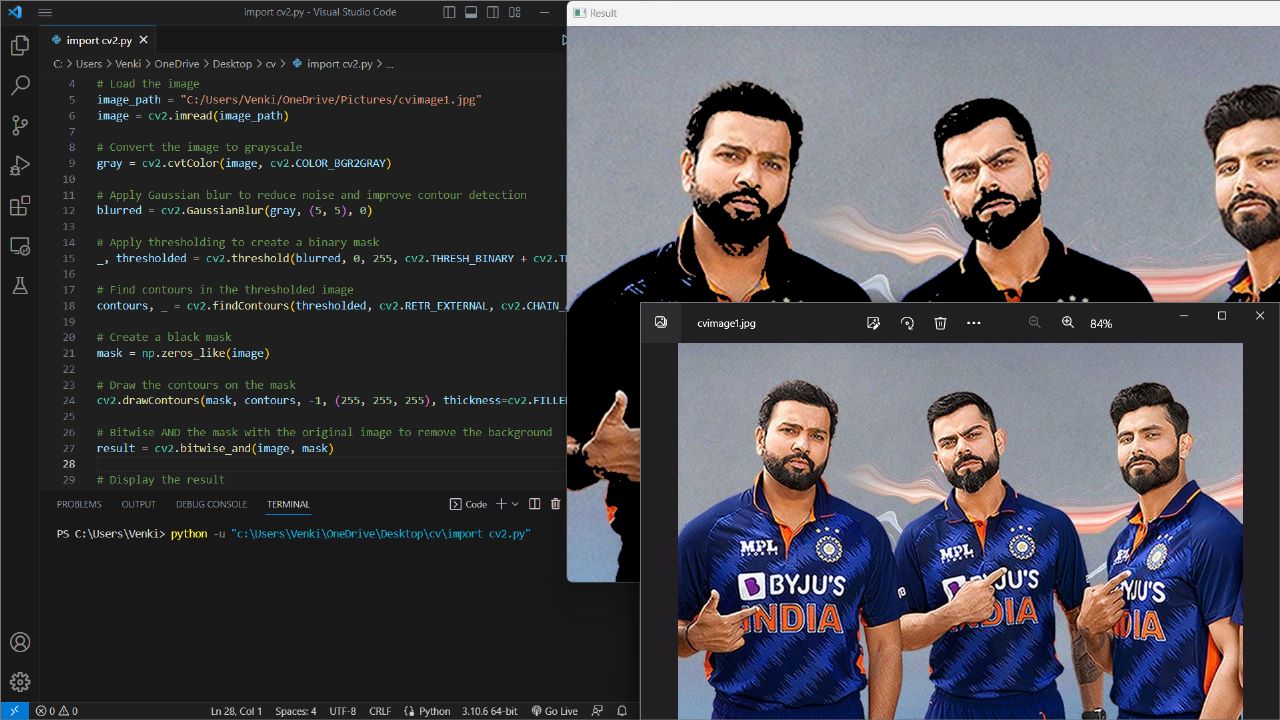 import cv2.py - Visual Studio Code
import cv2.py
C: > Users > Venki > OneDrive > Desktop > cv > import cv2.py > ...
4 # Load the image
5 image_path = "C:/Users/Venki/OneDrive/Pictures/cvimage1.jpg"
6 image = cv2.imread(image_path)
7
8 # Convert the image to grayscale
9 gray = cv2.cvtColor(image, cv2.COLOR_BGR2GRAY)
10
11 # Apply Gaussian blur to reduce noise and improve contour detection
12 blurred = cv2.GaussianBlur(gray, (5, 5), 0)
13
14 # Apply thresholding to create a binary mask
15 _, thresholded = cv2.threshold(blurred, 0, 255, cv2.THRESH_BINARY + cv2.T
16
17 # Find contours in the thresholded image
18 contours, _ = cv2.findContours(thresholded, cv2.RETR_EXTERNAL, cv2.CHAIN_
19
20 # Create a black mask
21 mask = np.zeros_like(image)
22
23 # Draw the contours on the mask
24 cv2.drawContours(mask, contours, -1, (255, 255, 255), thickness=cv2.FILLE
25
26 # Bitwise AND the mask with the original image to remove the background
27 result = cv2.bitwise_and(image, mask)
28
29 # Display the result
PROBLEMS OUTPUT DEBUG CONSOLE TERMINAL Code
PS C:\Users\Venki> python -u "c:\Users\Venki\OneDrive\Desktop\cv\import cv2.py"
0 0 Ln 28, Col 1 Spaces: 4 UTF-8 CRLF Python 3.10.6 64-bit Go Live
Result
cvimage1.jpg 84%
MPL
SPORTS
BYJU'S
INDIA
MPL
SPORTS
BYJU'S
INDIA
YJU'S
DIA